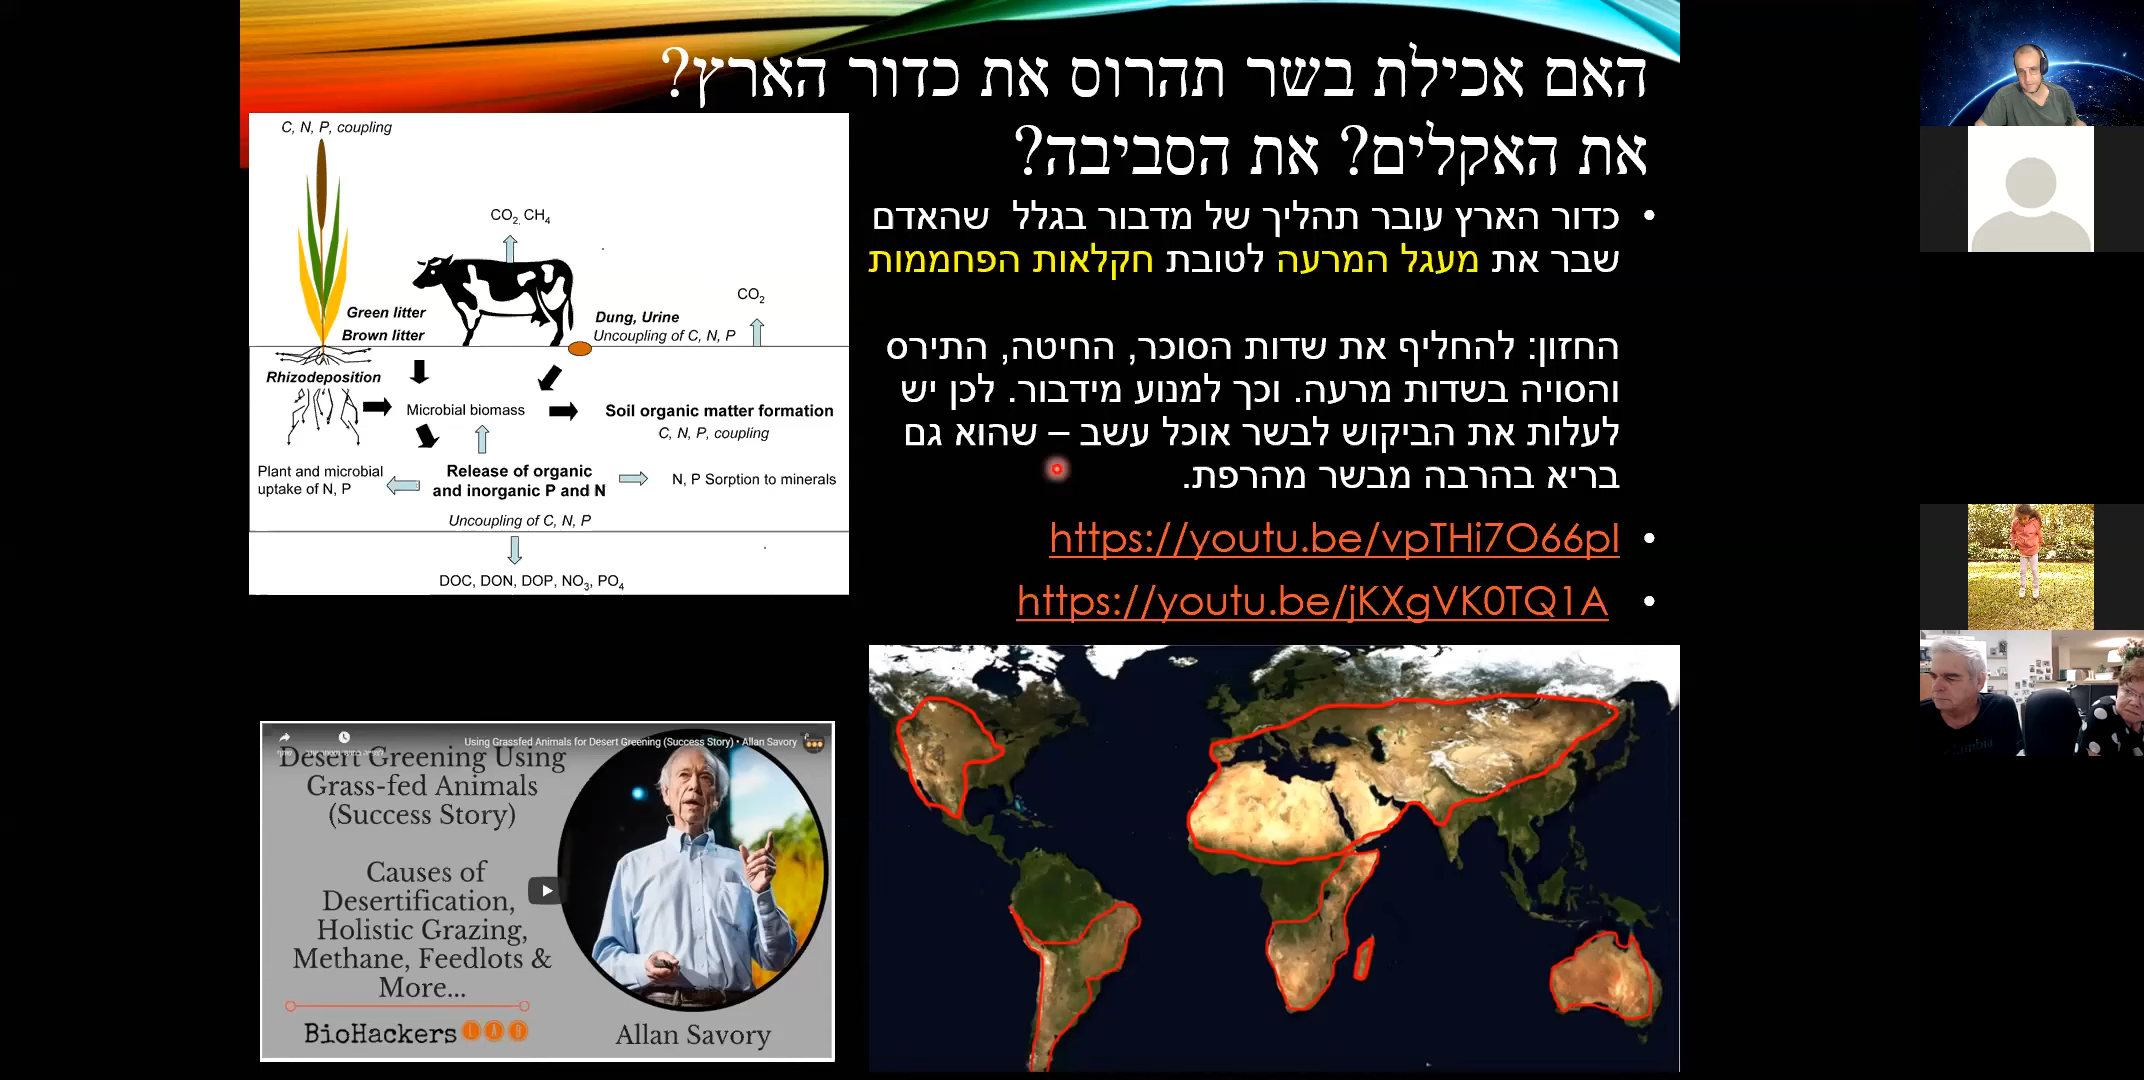 האם אכילת בשר תהרוס את כדור הארץ?
את האקלים? את הסביבה?
• כדור הארץ עובר תהליך של מדבור בגלל שהאדם
שבר את מעגל המרעה לטובת חקלאות הפחממות
החזון: להחליף את שדות הסוכר, החיטה, התירס
והסויה בשדות מרעה. וכך למנוע מידבור. לכן יש
לעלות את הביקוש לבשר אוכל עשב – שהוא גם
בריא בהרבה מבשר מהרפת.
• https://youtu.be/vpTHi7O66pI
• https://youtu.be/jKXgVK0TQ1A
C, N, P, coupling
CO2, CH4
CO2
Green litter
Brown litter
Dung, Urine
Uncoupling of C, N, P
Rhizodeposition
Microbial biomass
Soil organic matter formation
C, N, P, coupling
Plant and microbial
uptake of N, P
Release of organic
and inorganic P and N
N, P Sorption to minerals
Uncoupling of C, N, P
DOC, DON, DOP, NO3, PO4
Using Grassfed Animals for Desert Greening (Success Story) • Allan Savory
Desert Greening Using
Grass-fed Animals
(Success Story)
Causes of
Desertification,
Holistic Grazing,
Methane, Feedlots &
More...
BioHackers LAB
Allan Savory